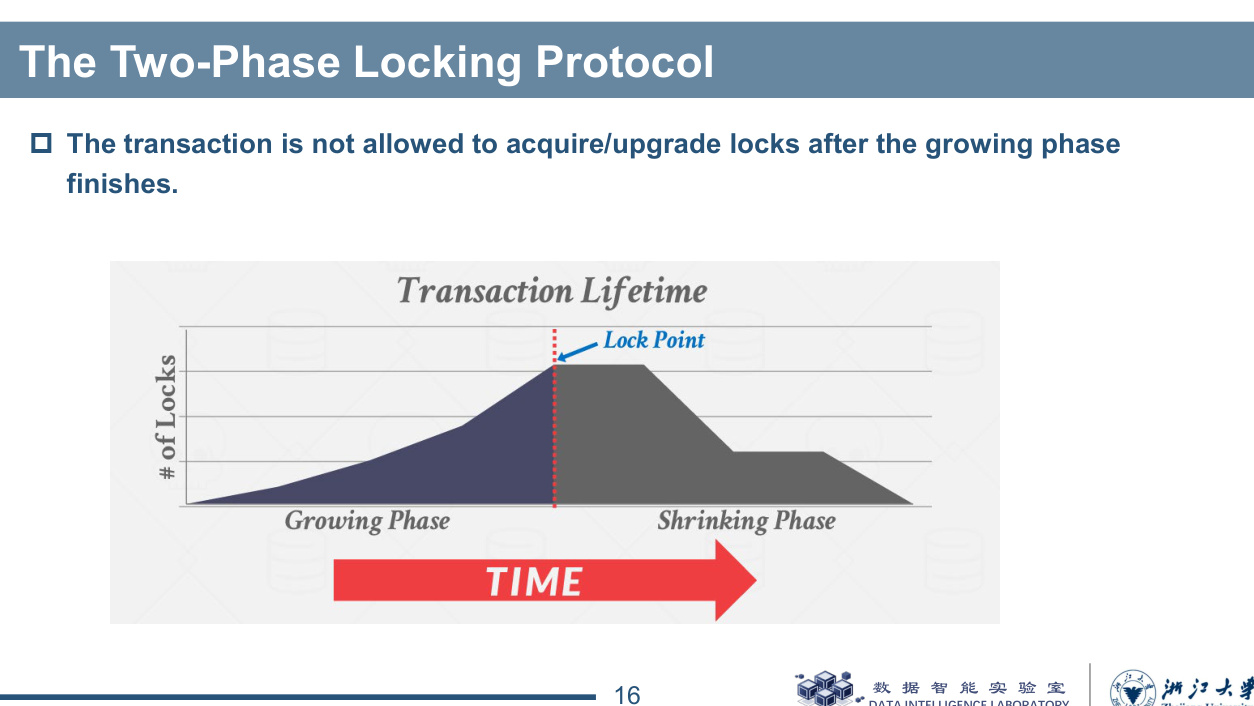 The Two-Phase Locking Protocol
The transaction is not allowed to acquire/upgrade locks after the growing phase
finishes.
Transaction Lifetime
Lock Point
# of Locks
Growing Phase
Shrinking Phase
TIME
16
数据智能实验室
DATA INTELLIGENCE LABORATORY
浙江大学